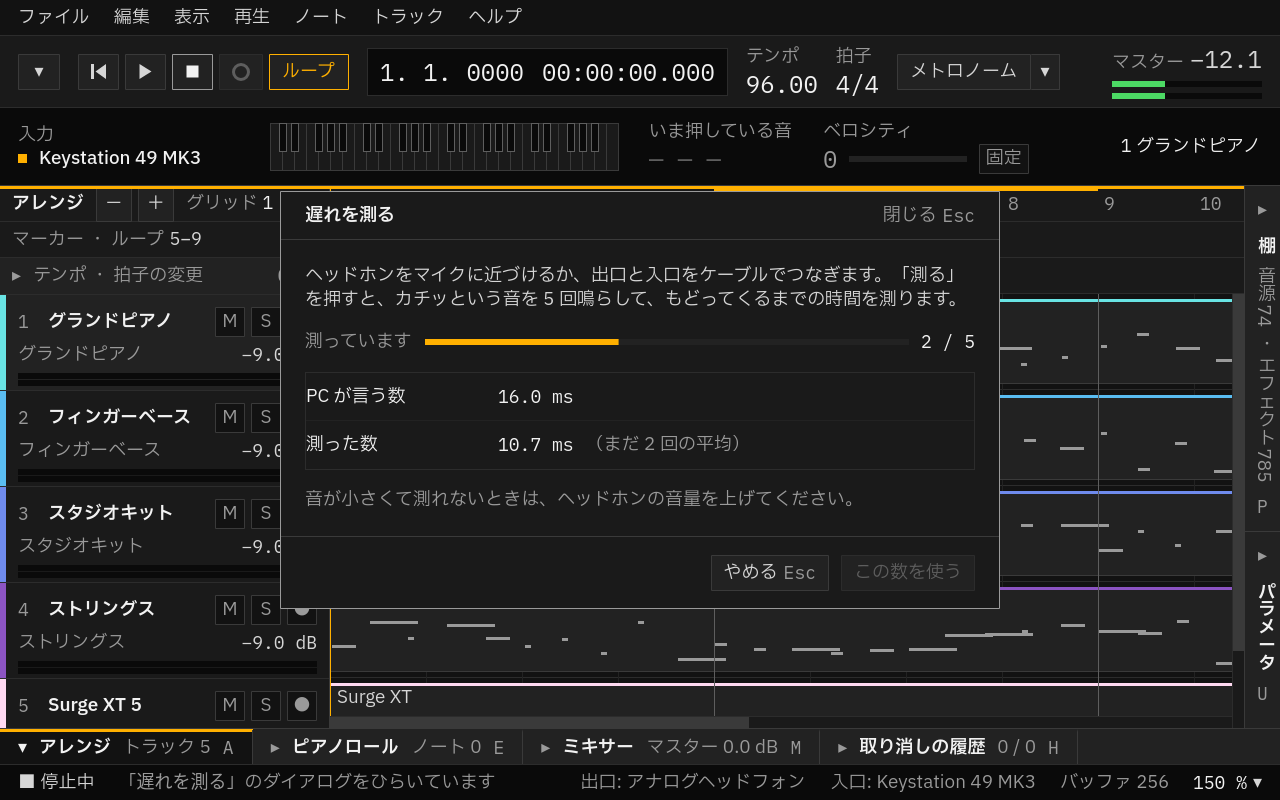 ファイル 編集 表示 再生 ノート トラック ヘルプ
▼ ループ 1. 1. 0000 00:00:00.000 テンポ 96.00 拍子 4/4 メトロノーム ▼ マスター −12.1
入力
Keystation 49 MK3
いま押している音
— — —
ベロシティ
0 固定
1 グランドピアノ
アレンジ − + グリッド 1
8 9 10
マーカー ・ ループ 5–9
▶ テンポ ・ 拍子の変更
1 グランドピアノ M S
グランドピアノ −9.0
2 フィンガーベース M S
フィンガーベース −9.0
3 スタジオキット M S
スタジオキット −9.0
4 ストリングス M S
ストリングス −9.0 dB
5 Surge XT 5 M S
Surge XT
遅れを測る 閉じる Esc
ヘッドホンをマイクに近づけるか、出口と入口をケーブルでつなぎます。「測る」
を押すと、カチッという音を 5 回鳴らして、もどってくるまでの時間を測ります。
測っています 2 / 5
PC が言う数 16.0 ms
測った数 10.7 ms （まだ 2 回の平均）
音が小さくて測れないときは、ヘッドホンの音量を上げてください。
やめる Esc この数を使う
▶ 棚 音源 74 ・ エフェクト 785 P
▶ パラメータ U
▼ アレンジ トラック 5 A ▶ ピアノロール ノート 0 E ▶ ミキサー マスター 0.0 dB M ▶ 取り消しの履歴 0 / 0 H
停止中 「遅れを測る」のダイアログをひらいています 出口: アナログヘッドフォン 入口: Keystation 49 MK3 バッファ 256 150 % ▼